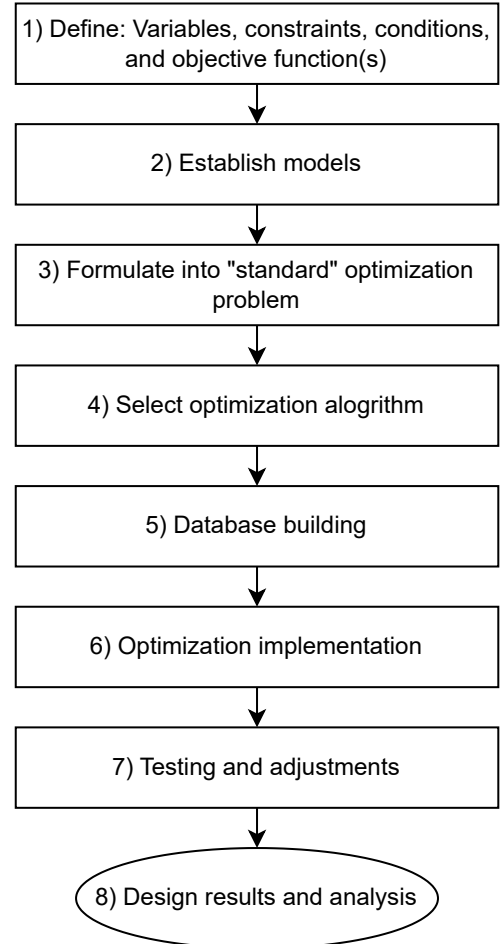 1) Define: Variables, constraints, conditions,
and objective function(s)
2) Establish models
3) Formulate into "standard" optimization
problem
4) Select optimization alogrithm
5) Database building
6) Optimization implementation
7) Testing and adjustments
8) Design results and analysis